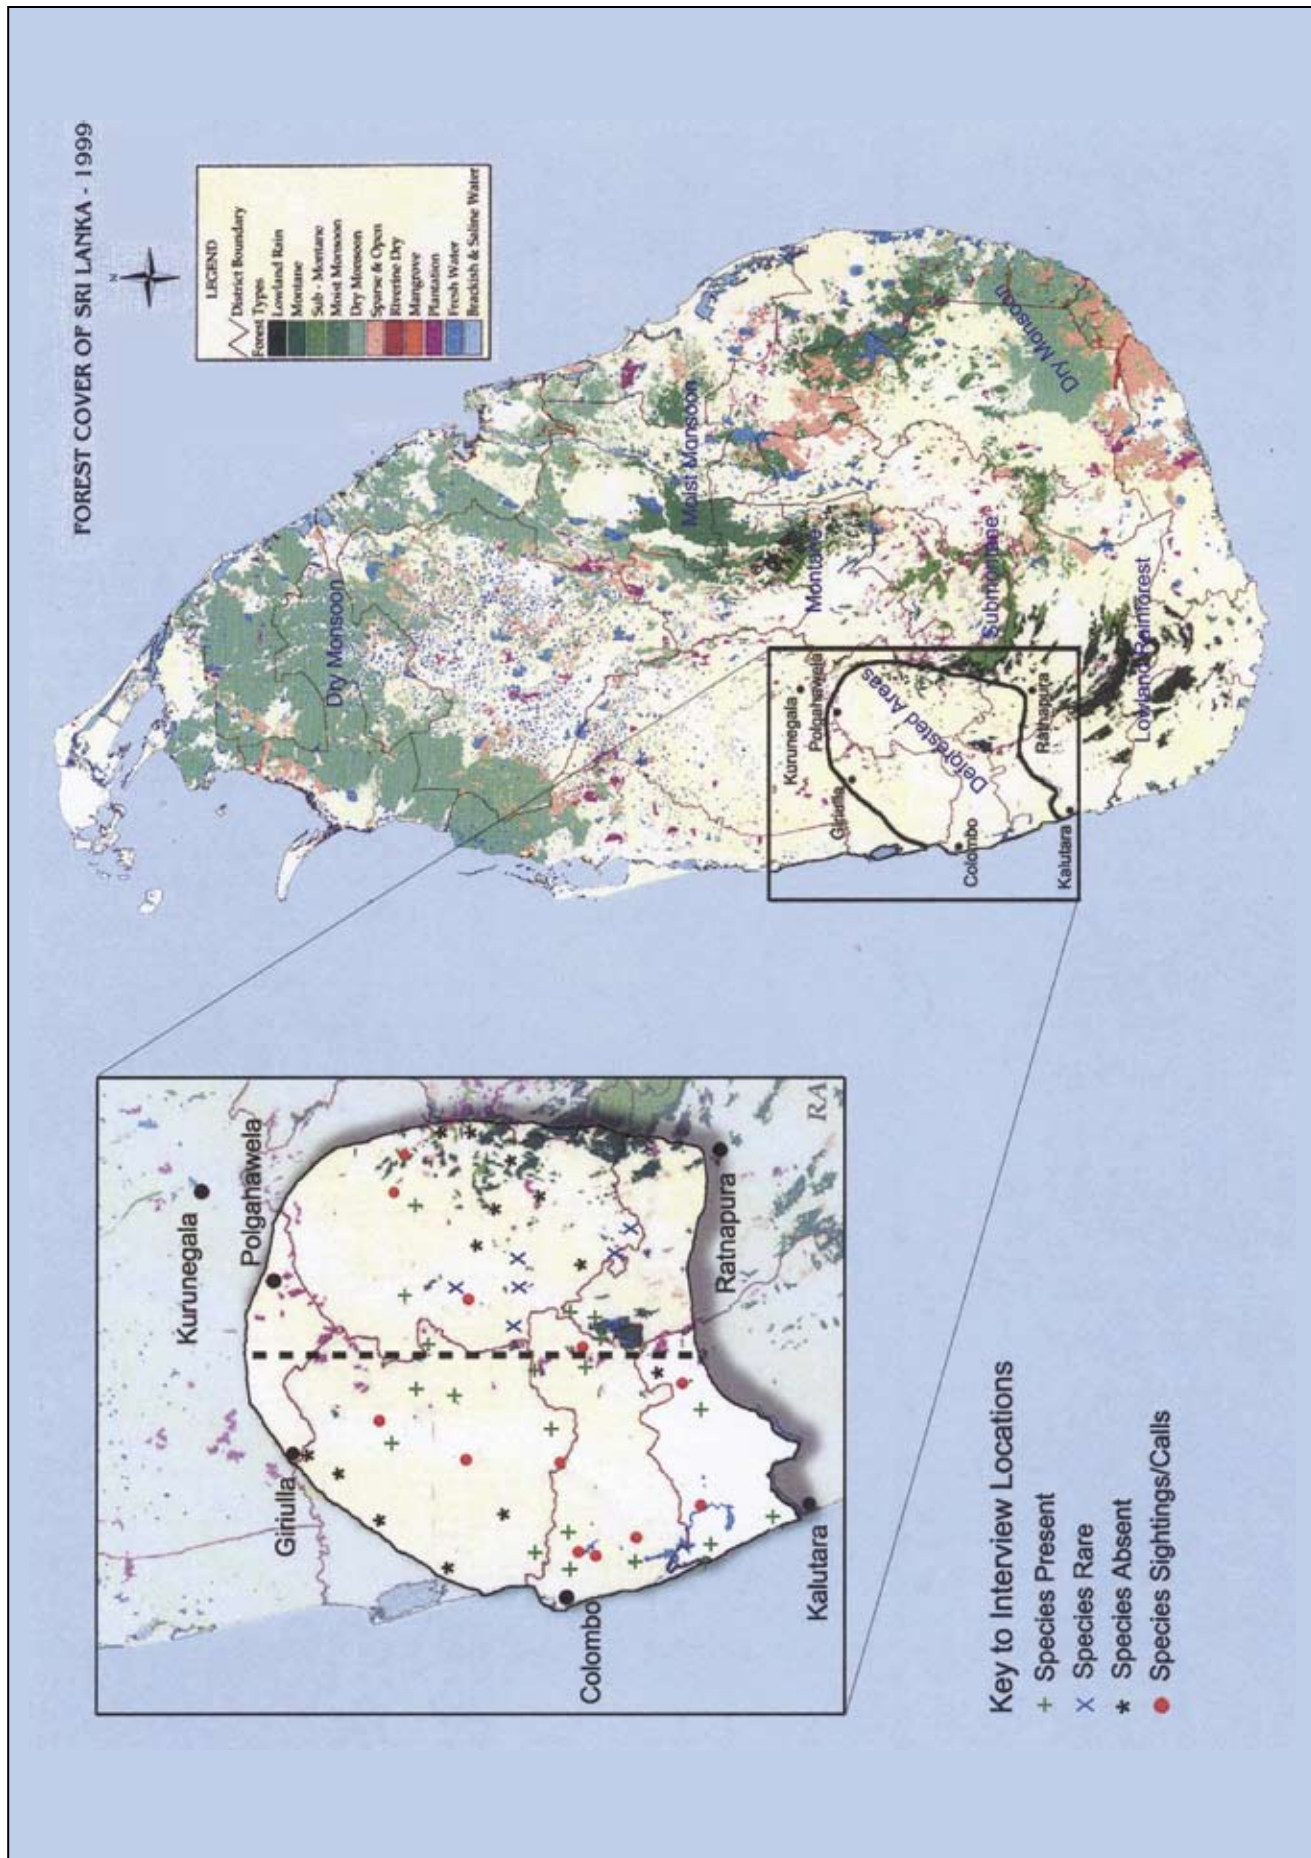 FOREST COVER OF SRI LANKA - 1999
N
LEGEND
District Boundary
Forest Types
Lowland Rain
Montane
Sub - Montane
Moist Monsoon
Dry Monsoon
Sparse & Open
Riverine Dry
Mangrove
Plantation
Fresh Water
Brackish & Saline Water
Dry Monsoon
Moist Monsoon
Dry Monsoon
Montane
Submontane
Lowland Rainforest
Deforested Areas
Kurunegala
Polgahawela
Giriulla
Colombo
Ratnapura
Kalutara
Kurunegala
Polgahawela
Giriulla
Colombo
Ratnapura
Kalutara
RA
Key to Interview Locations
+ Species Present
× Species Rare
* Species Absent
● Species Sightings/Calls